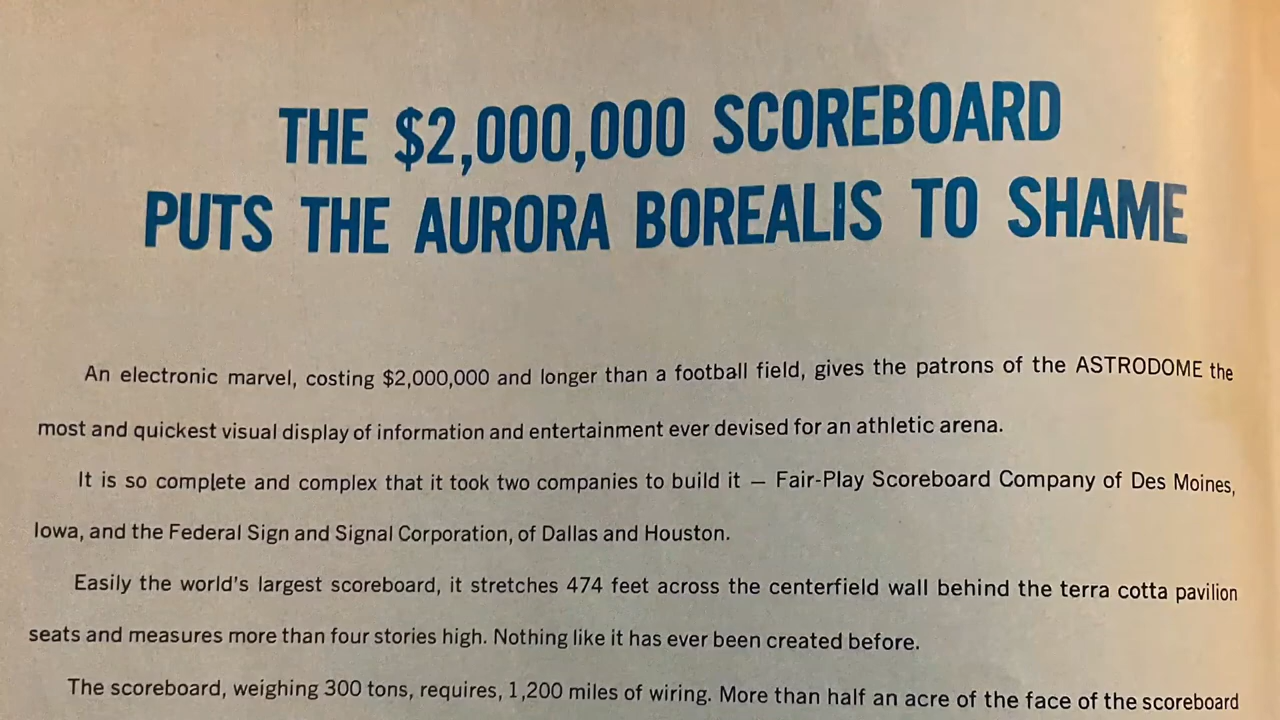 THE $2,000,000 SCOREBOARD
PUTS THE AURORA BOREALIS TO SHAME
An electronic marvel, costing $2,000,000 and longer than a football field, gives the patrons of the ASTRODOME the
most and quickest visual display of information and entertainment ever devised for an athletic arena.
It is so complete and complex that it took two companies to build it — Fair-Play Scoreboard Company of Des Moines,
Iowa, and the Federal Sign and Signal Corporation, of Dallas and Houston.
Easily the world's largest scoreboard, it stretches 474 feet across the centerfield wall behind the terra cotta pavilion
seats and measures more than four stories high. Nothing like it has ever been created before.
The scoreboard, weighing 300 tons, requires, 1,200 miles of wiring. More than half an acre of the face of the scoreboard